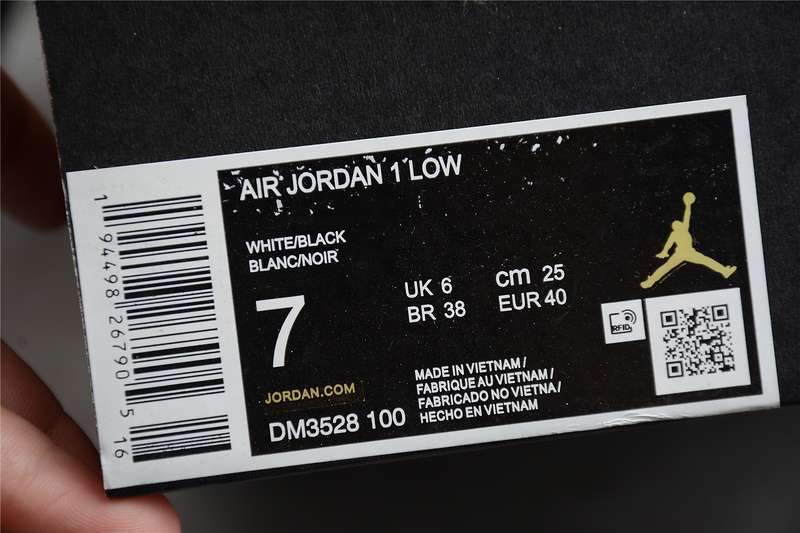 AIR JORDAN 1 LOW
WHITE/BLACK
BLANC/NOIR
7
UK 6
cm 25
BR 38
EUR 40
RFID
JORDAN.COM
DM3528 100
MADE IN VIETNAM /
FABRIQUE AU VIETNAM /
FABRICADO NO VIETNA /
HECHO EN VIETNAM
1 94498 26790 5 16